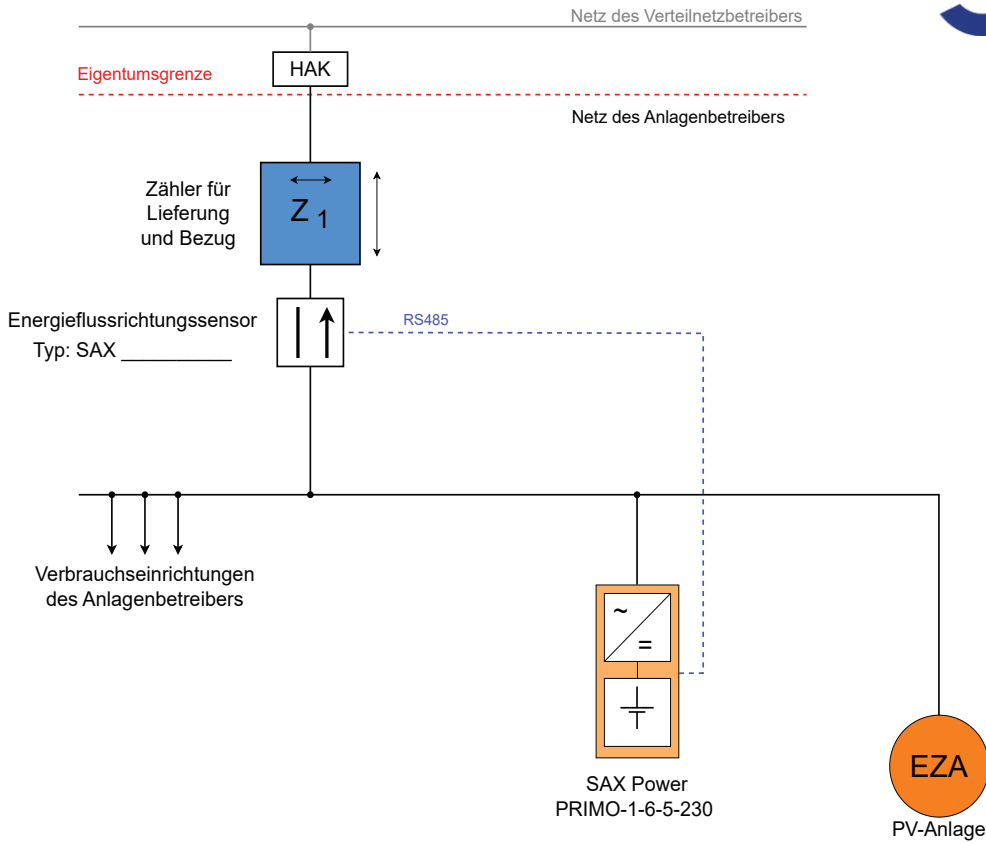 Netz des Verteilnetzbetreibers
HAK
Eigentumsgrenze
Netz des Anlagenbetreibers
Zähler für
Lieferung
und Bezug
Z 1
Energieflussrichtungssensor
Typ: SAX __________
RS485
Verbrauchseinrichtungen
des Anlagenbetreibers
~
=
SAX Power
PRIMO-1-6-5-230
EZA
PV-Anlage